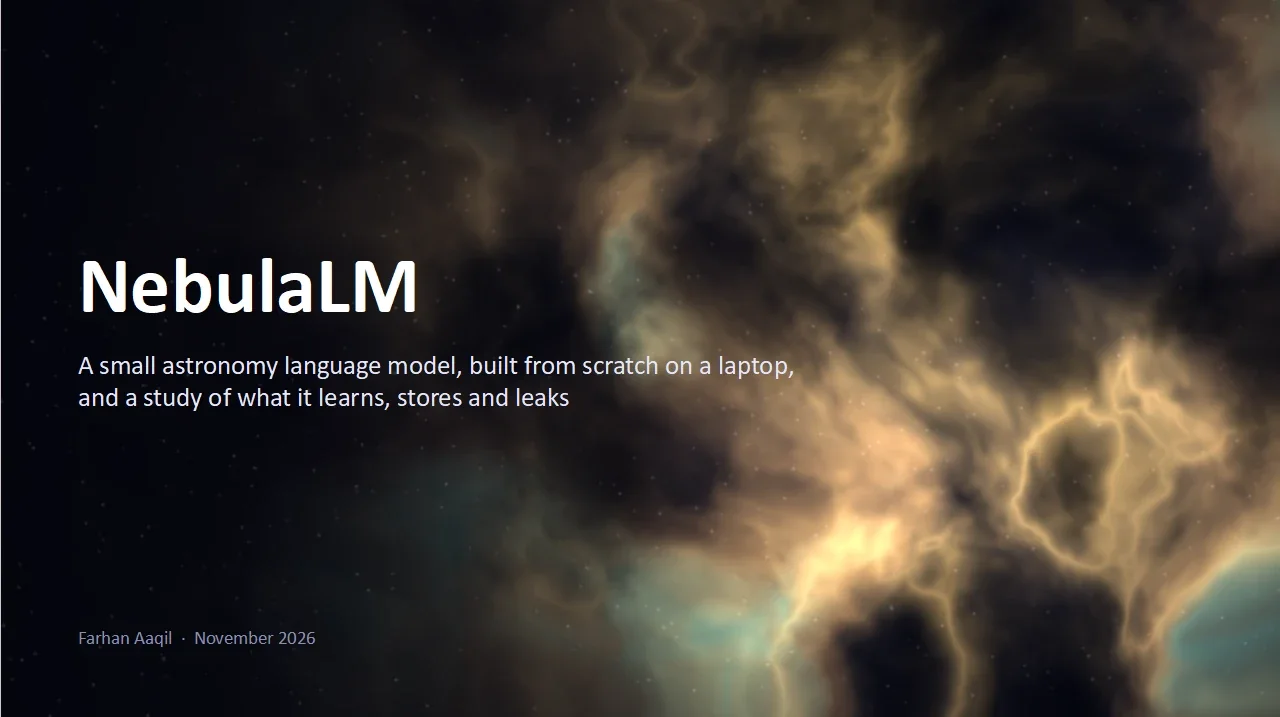 NebulaLM
A small astronomy language model, built from scratch on a laptop,
and a study of what it learns, stores and leaks
Farhan Aaqil · November 2026